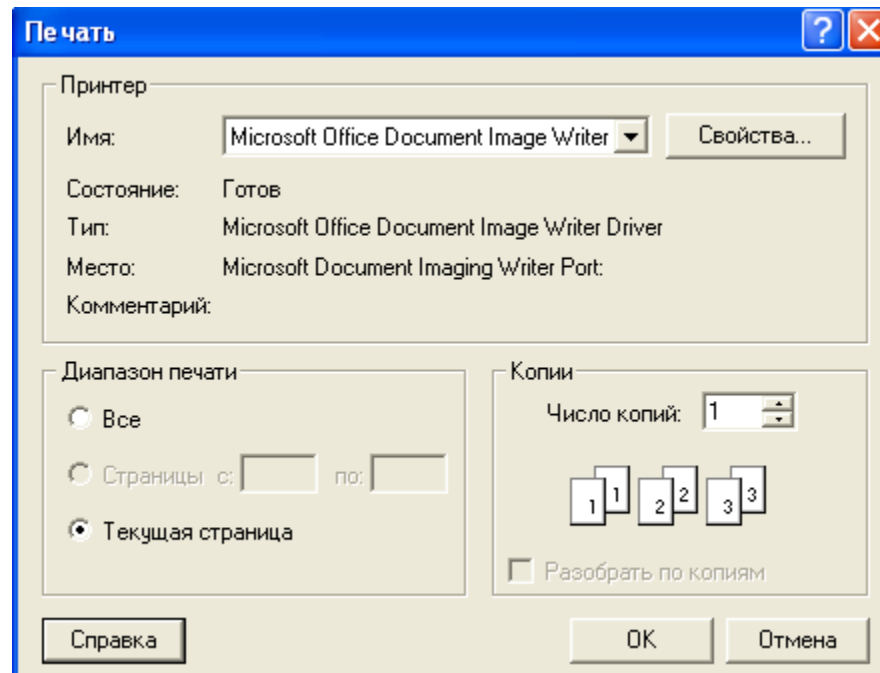 Печать
Принтер
Имя: Microsoft Office Document Image Writer Свойства...
Состояние: Готов
Тип: Microsoft Office Document Image Writer Driver
Место: Microsoft Document Imaging Writer Port:
Комментарий:
Диапазон печати
Все
Страницы с: по:
Текущая страница
Копии
Число копий: 1
1 1 2 2 3 3
Разобрать по копиям
Справка OK Отмена